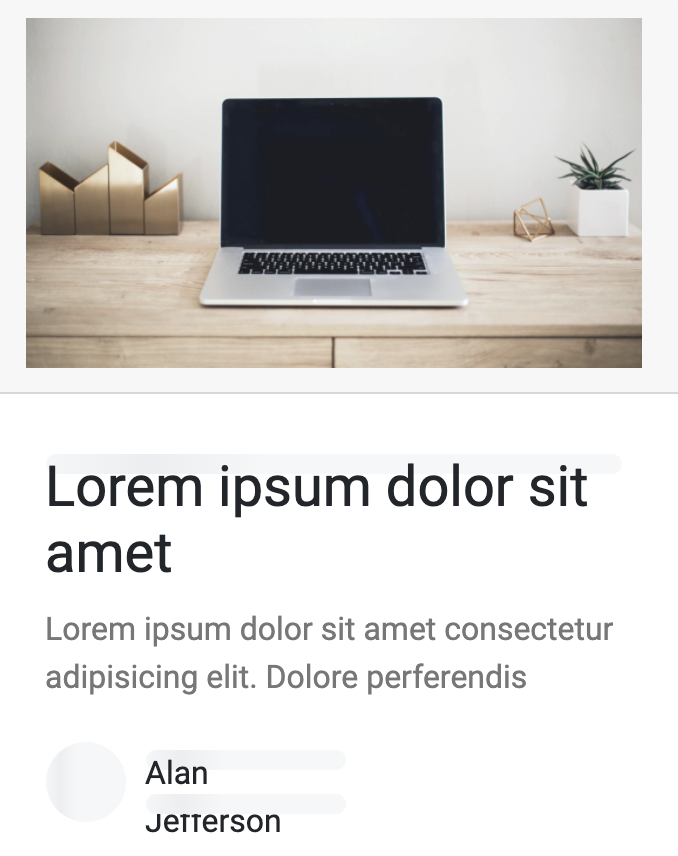 Lorem ipsum dolor sit
amet
Lorem ipsum dolor sit amet consectetur
adipisicing elit. Dolore perferendis
Alan
Jefferson